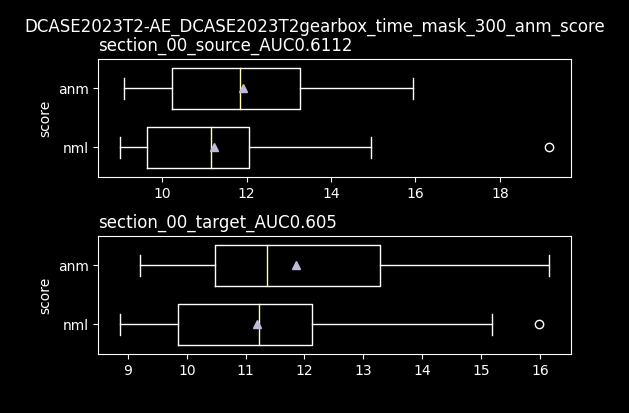 DCASE2023T2-AE_DCASE2023T2gearbox_time_mask_300_anm_score
section_00_source_AUC0.6112
anm
nml
score
10 12 14 16 18
section_00_target_AUC0.605
anm
nml
score
9 10 11 12 13 14 15 16